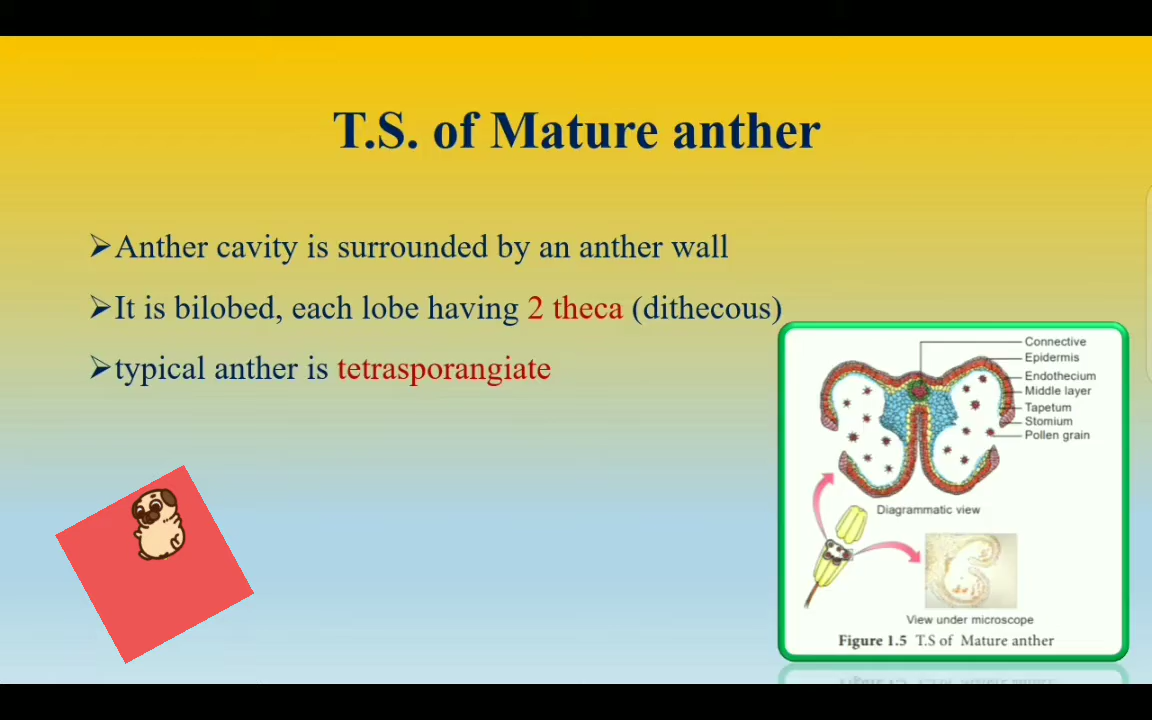 T.S. of Mature anther
➢Anther cavity is surrounded by an anther wall
➢It is bilobed, each lobe having 2 theca (dithecous)
➢typical anther is tetrasporangiate
Connective
Epidermis
Endothecium
Middle layer
Tapetum
Stomium
Pollen grain
Diagrammatic view
View under microscope
Figure 1.5 T.S of Mature anther